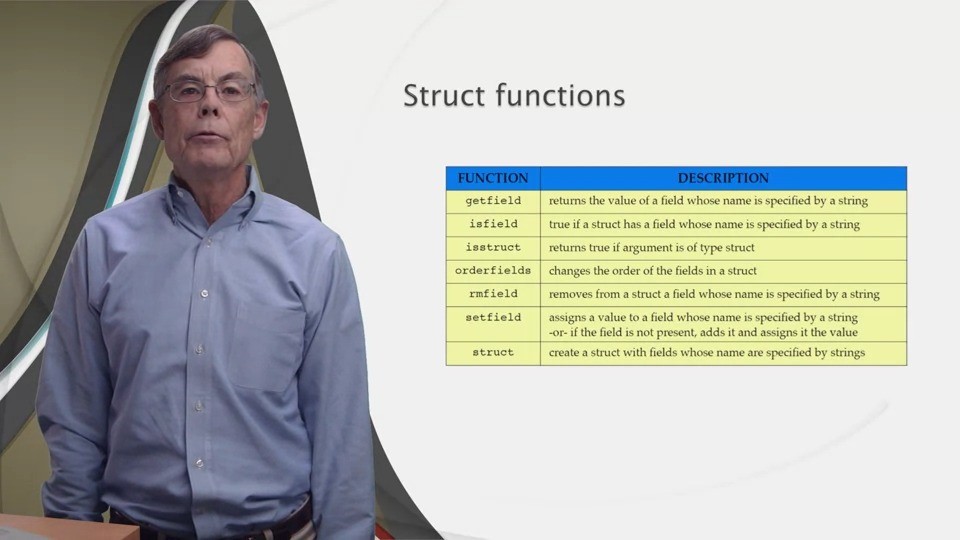 Struct functions
FUNCTION DESCRIPTION
getfield returns the value of a field whose name is specified by a string
isfield true if a struct has a field whose name is specified by a string
isstruct returns true if argument is of type struct
orderfields changes the order of the fields in a struct
rmfield removes from a struct a field whose name is specified by a string
setfield assigns a value to a field whose name is specified by a string
-or- if the field is not present, adds it and assigns it the value
struct create a struct with fields whose name are specified by strings